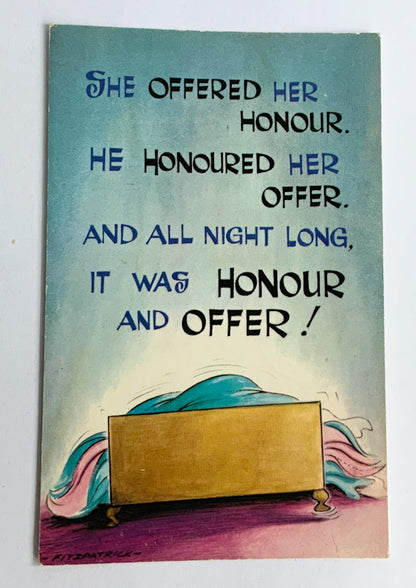 SHE OFFERED HER
HONOUR.
HE HONOURED HER
OFFER.
AND ALL NIGHT LONG,
IT WAS HONOUR
AND OFFER!
-FITZPATRICK-